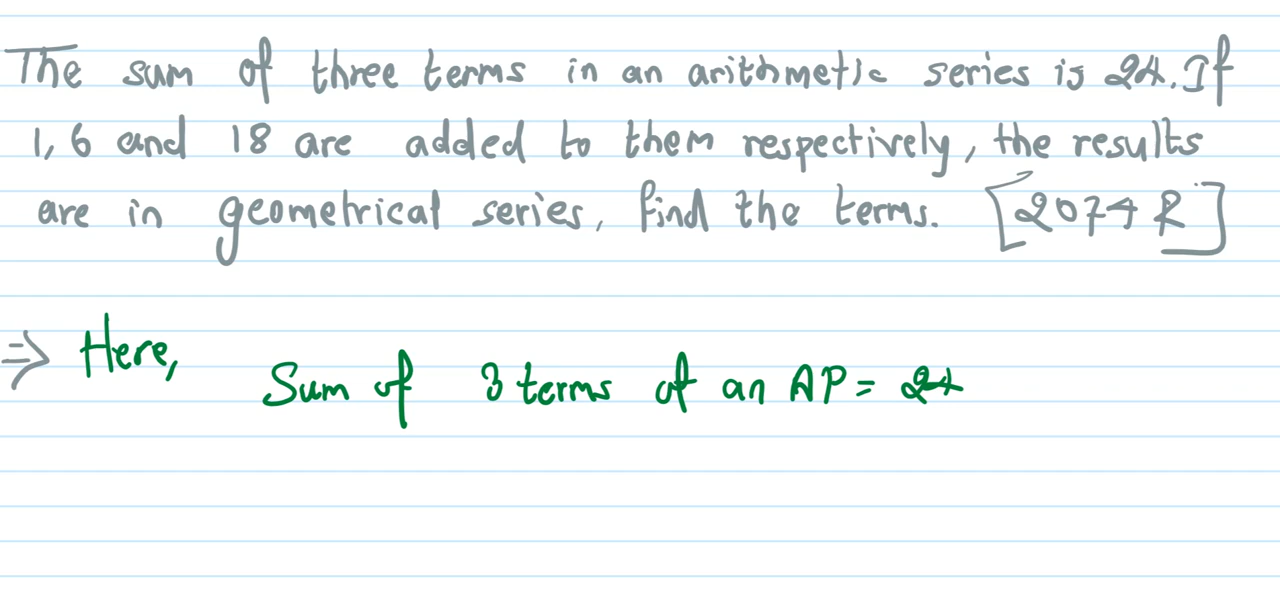 The sum of three terms in an arithmetic series is 24. If
1, 6 and 18 are added to them respectively, the results
are in geometrical series, find the terms. [2074 R]
⇒ Here,
Sum of 3 terms of an AP = 24